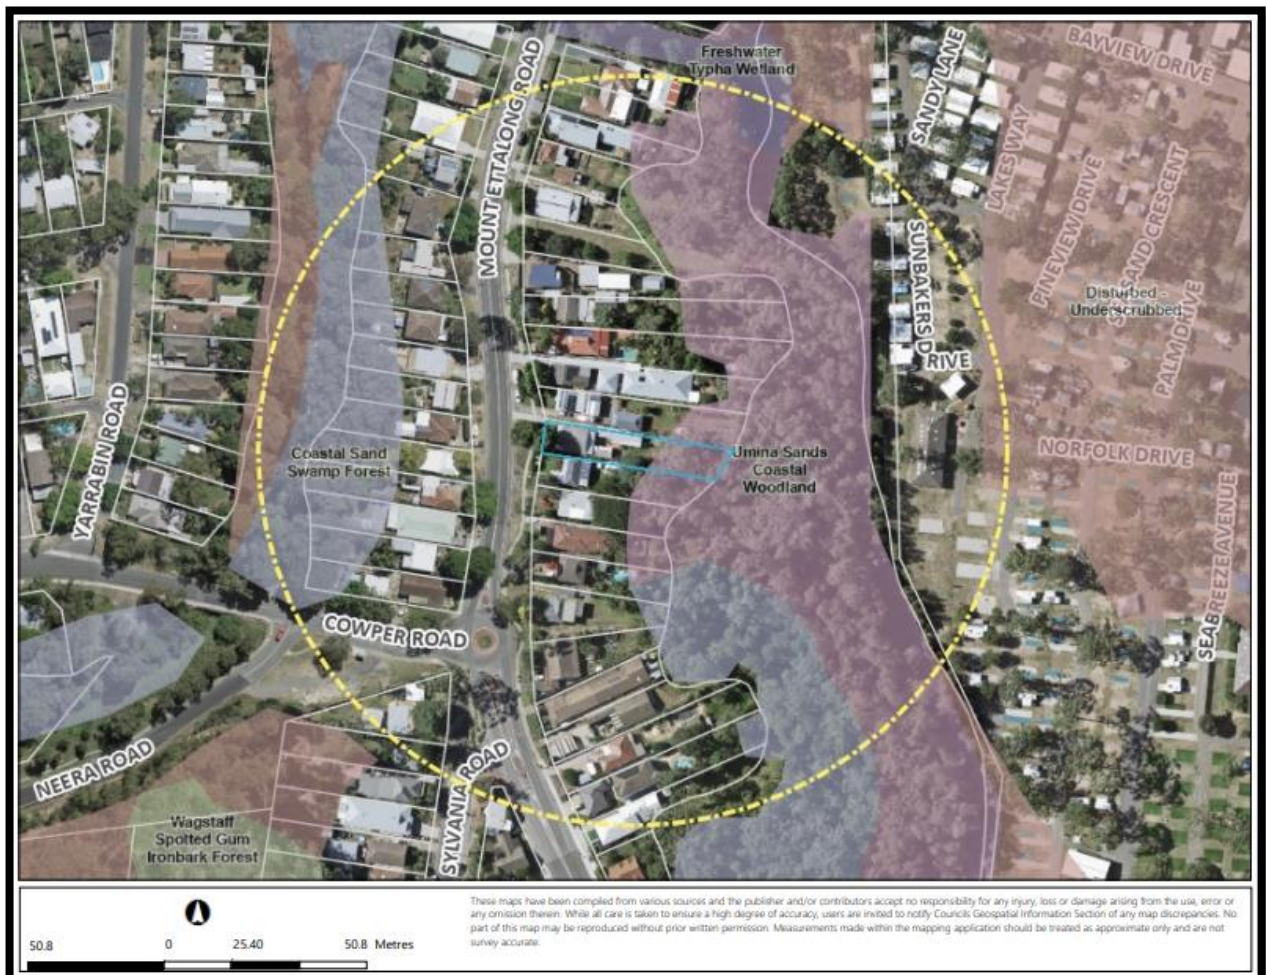 Freshwater
Typha Wetland
BAYVIEW DRIVE
SANDY LANE
MOUNT ETTALONG ROAD
LAKES WAY
PINEVIEW DRIVE
CRESCENT
SUNBAKERS DRIVE
Disturbed -
Underscrubbed
PALM DRIVE
YARRABIN ROAD
Coastal Sand
Swamp Forest
Umina Sands
Coastal
Woodland
NORFOLK DRIVE
SEABREEZE AVENUE
COWPER ROAD
NEERA ROAD
SYLVANIA ROAD
Wagstaff
Spotted Gum
Ironbark Forest
50.8 0 25.40 50.8 Metres
These maps have been compiled from various sources and the publisher and/or contributors accept no responsibility for any injury, loss or damage arising from the use, error or
any omission therein. While all care is taken to ensure a high degree of accuracy, users are invited to notify Councils Geospatial Information Section of any map discrepancies. No
part of this map may be reproduced without prior written permission. Measurements made within the mapping application should be treated as approximate only and are not
survey accurate.